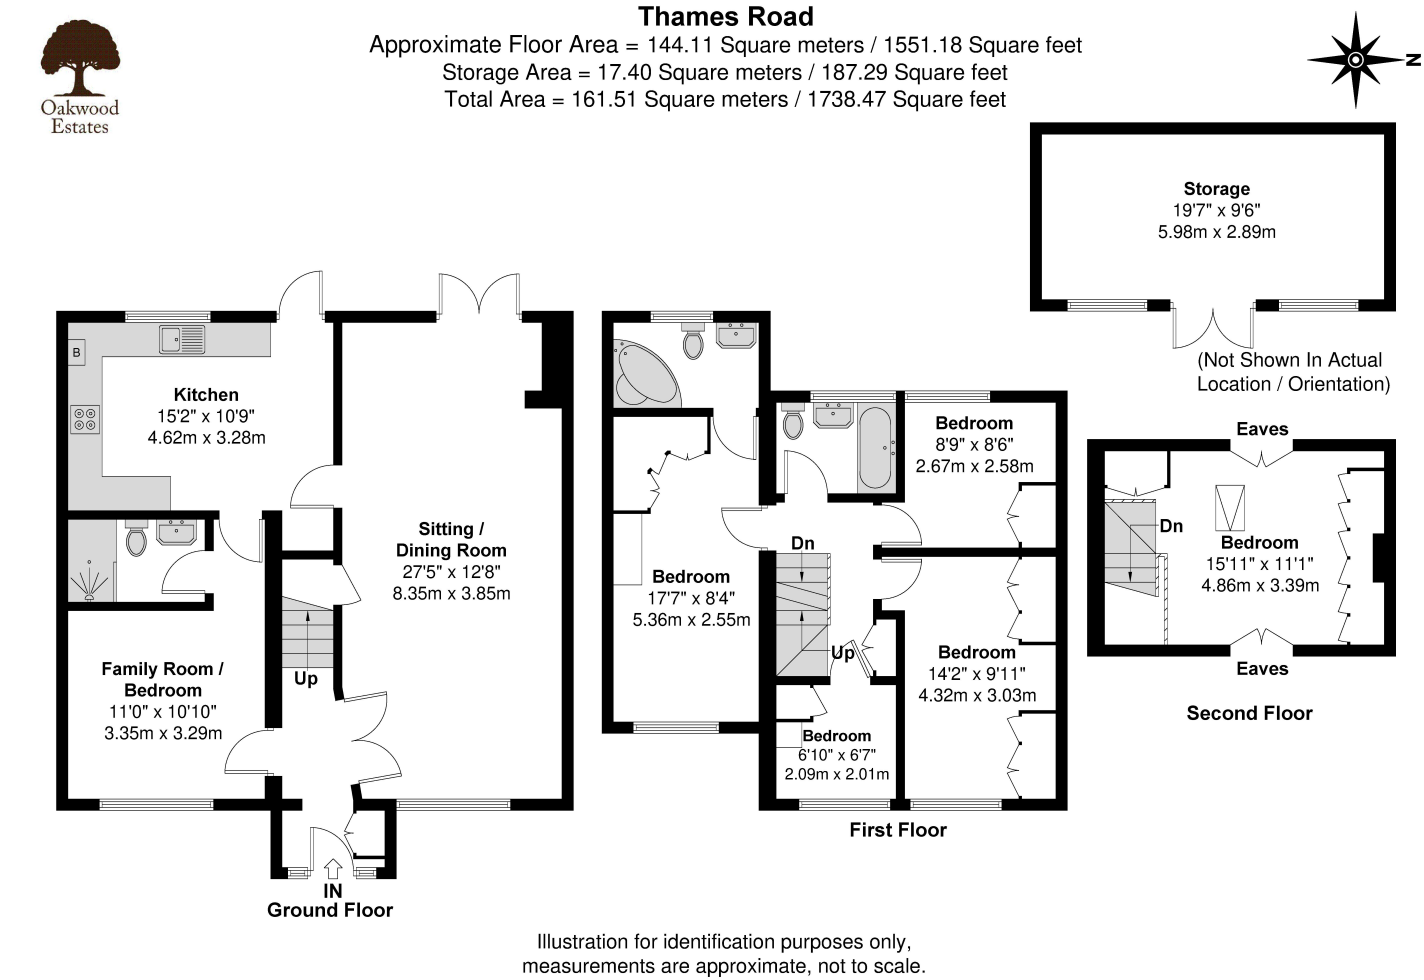 Thames Road
Approximate Floor Area = 144.11 Square meters / 1551.18 Square feet
Storage Area = 17.40 Square meters / 187.29 Square feet
Total Area = 161.51 Square meters / 1738.47 Square feet
Oakwood
Estates
N
Storage
19'7" x 9'6"
5.98m x 2.89m
(Not Shown In Actual
Location / Orientation)
B
Kitchen
15'2" x 10'9"
4.62m x 3.28m
Sitting /
Dining Room
27'5" x 12'8"
8.35m x 3.85m
Family Room /
Bedroom
11'0" x 10'10"
3.35m x 3.29m
Up
IN
Ground Floor
Bedroom
17'7" x 8'4"
5.36m x 2.55m
Bedroom
8'9" x 8'6"
2.67m x 2.58m
Dn
Up
Bedroom
14'2" x 9'11"
4.32m x 3.03m
Bedroom
6'10" x 6'7"
2.09m x 2.01m
First Floor
Eaves
Dn
Bedroom
15'11" x 11'1"
4.86m x 3.39m
Eaves
Second Floor
Illustration for identification purposes only,
measurements are approximate, not to scale.